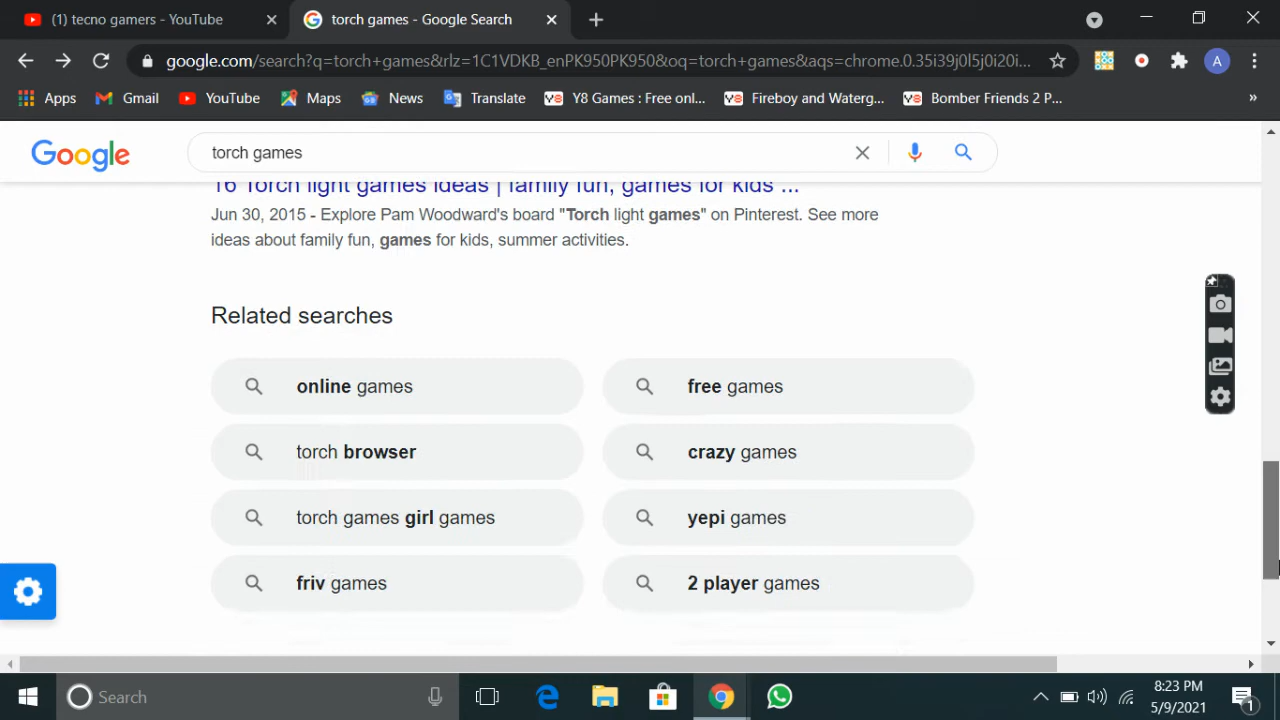 (1) tecno gamers - YouTube
torch games - Google Search
google.com/search?q=torch+games&rlz=1C1VDKB_enPK950PK950&oq=torch+games&aqs=chrome.0.35i39j0l5j0i20i...
A
Apps
Gmail
YouTube
Maps
News
Translate
Y8 Games : Free onl...
Fireboy and Waterg...
Bomber Friends 2 P...
»
Google
torch games
16 Torch light games ideas | family fun, games for kids ...
Jun 30, 2015 - Explore Pam Woodward's board "Torch light games" on Pinterest. See more
ideas about family fun, games for kids, summer activities.
Related searches
online games
free games
torch browser
crazy games
torch games girl games
yepi games
friv games
2 player games
Search
8:23 PM
5/9/2021
1